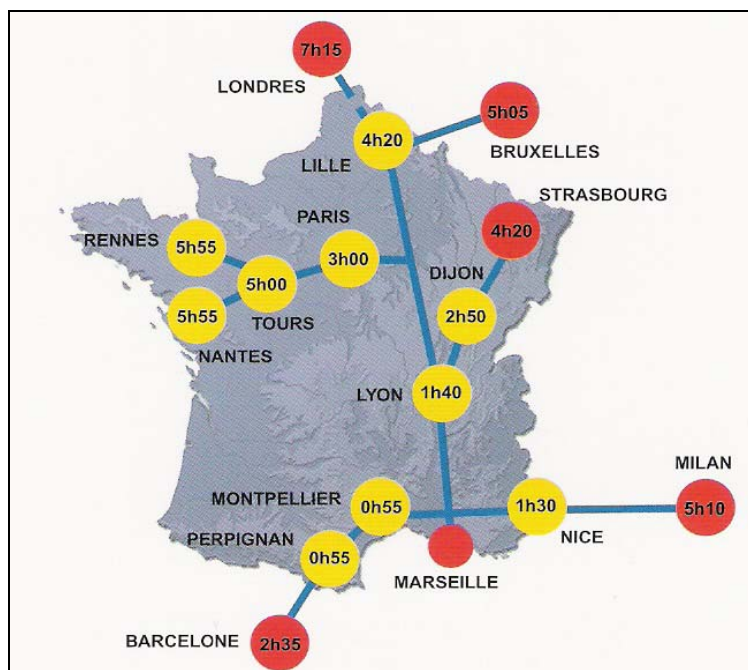 7h15
LONDRES
5h05
BRUXELLES
4h20
LILLE
STRASBOURG
4h20
PARIS
RENNES
5h55
3h00
DIJON
5h00
2h50
5h55
TOURS
NANTES
LYON
1h40
MILAN
MONTPELLIER
0h55
1h30
5h10
PERPIGNAN
NICE
0h55
MARSEILLE
BARCELONE
2h35